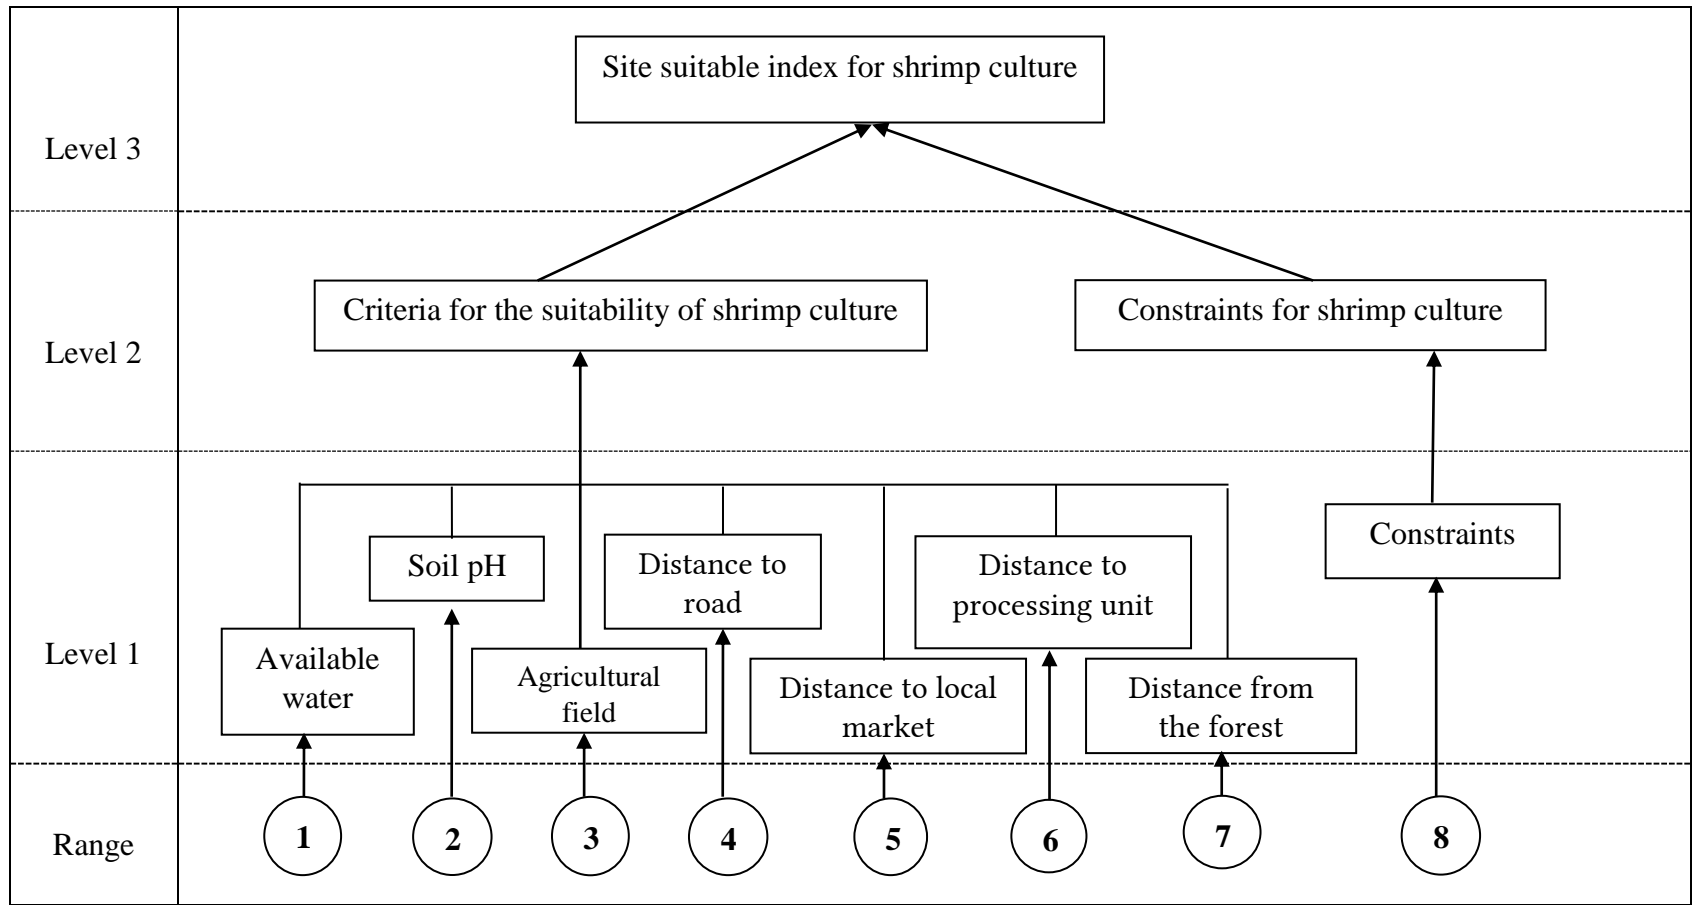 Site suitable index for shrimp culture
Level 3
Criteria for the suitability of shrimp culture
Constraints for shrimp culture
Level 2
Constraints
Soil pH
Distance to
road
Distance to
processing unit
Level 1
Available
water
Agricultural
field
Distance to local
market
Distance from
the forest
Range
1
2
3
4
5
6
7
8